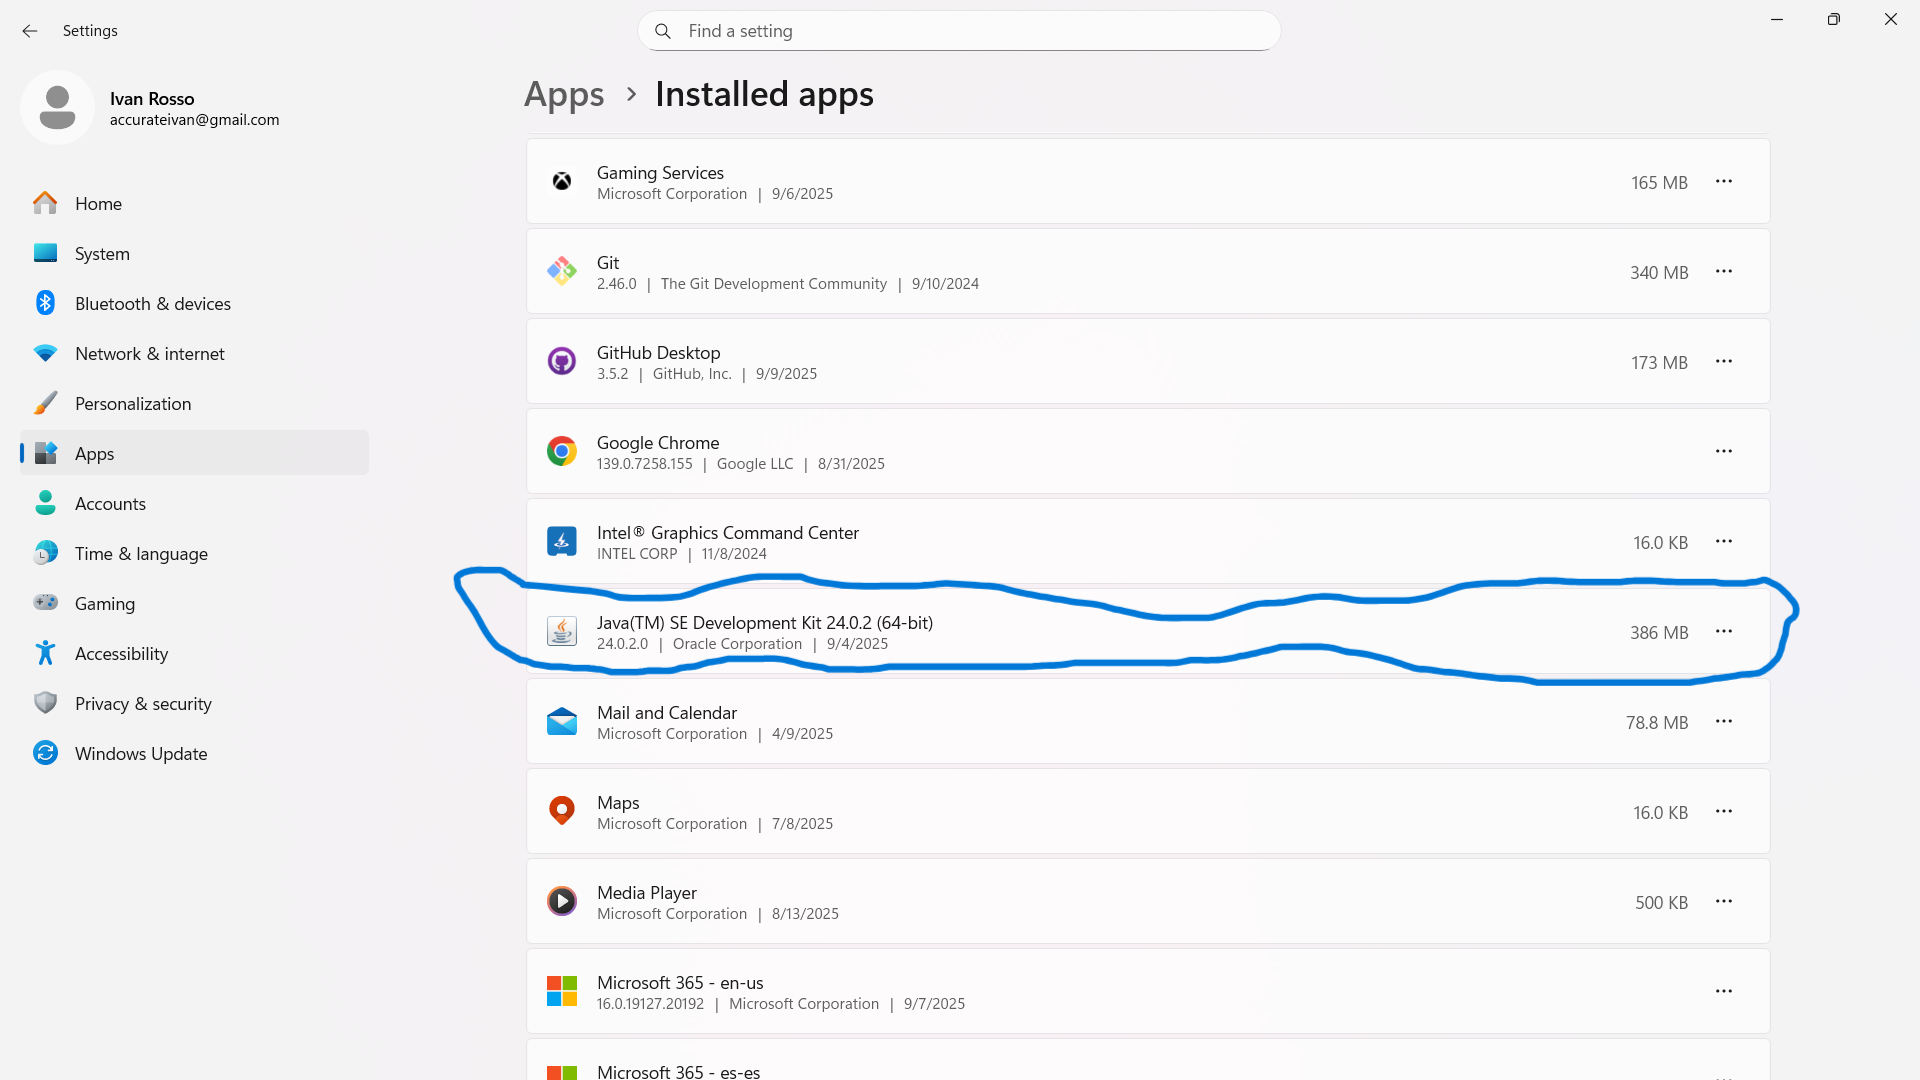 Settings
Find a setting
Ivan Rosso
accurateivan@gmail.com
Home
System
Bluetooth & devices
Network & internet
Personalization
Apps
Accounts
Time & language
Gaming
Accessibility
Privacy & security
Windows Update
Apps > Installed apps
Gaming Services
Microsoft Corporation | 9/6/2025
165 MB
Git
2.46.0 | The Git Development Community | 9/10/2024
340 MB
GitHub Desktop
3.5.2 | GitHub, Inc. | 9/9/2025
173 MB
Google Chrome
139.0.7258.155 | Google LLC | 8/31/2025
Intel® Graphics Command Center
INTEL CORP | 11/8/2024
16.0 KB
Java(TM) SE Development Kit 24.0.2 (64-bit)
24.0.2.0 | Oracle Corporation | 9/4/2025
386 MB
Mail and Calendar
Microsoft Corporation | 4/9/2025
78.8 MB
Maps
Microsoft Corporation | 7/8/2025
16.0 KB
Media Player
Microsoft Corporation | 8/13/2025
500 KB
Microsoft 365 - en-us
16.0.19127.20192 | Microsoft Corporation | 9/7/2025
Microsoft 365 - es-es